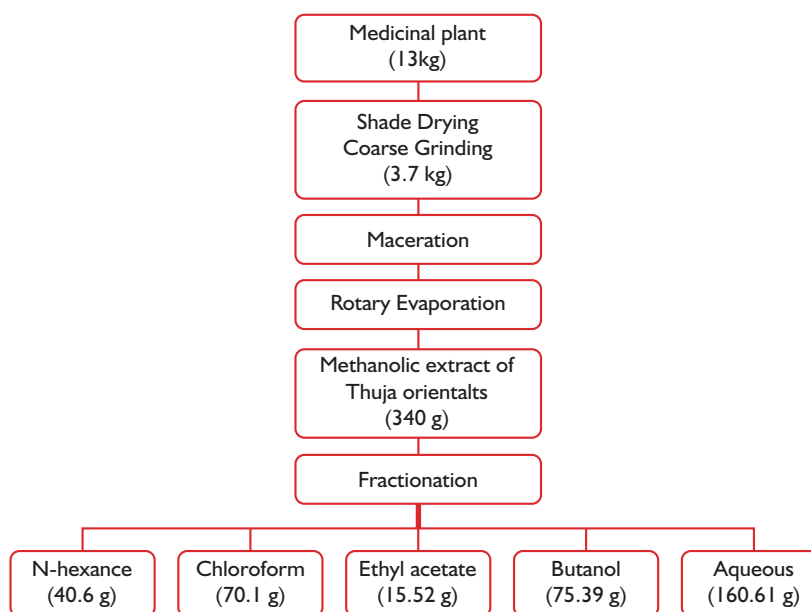 Medicinal plant
(13kg)
Shade Drying
Coarse Grinding
(3.7 kg)
Maceration
Rotary Evaporation
Methanolic extract of
Thuja orientalts
(340 g)
Fractionation
N-hexance
(40.6 g)
Chloroform
(70.1 g)
Ethyl acetate
(15.52 g)
Butanol
(75.39 g)
Aqueous
(160.61 g)